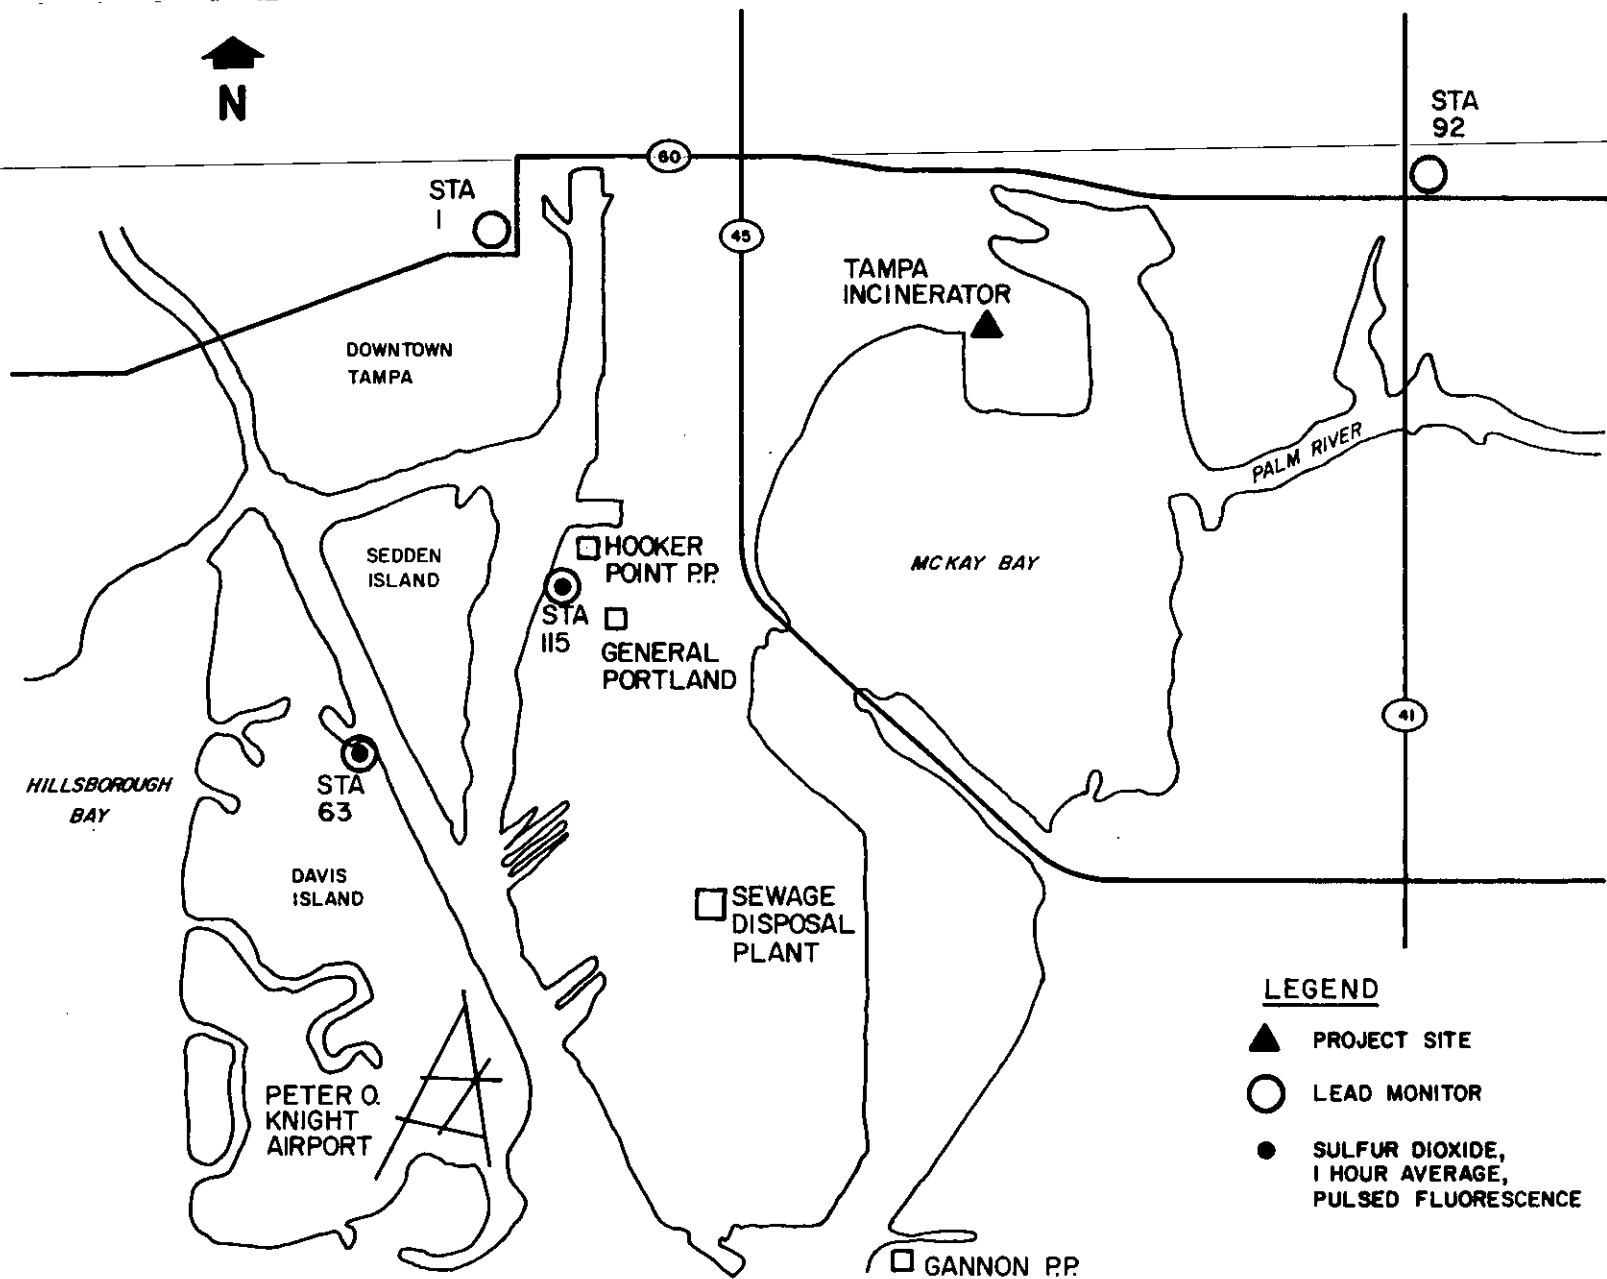 N
STA
92
60
STA
1
45
TAMPA
INCINERATOR
DOWNTOWN
TAMPA
PALM RIVER
HOOKER
POINT P.P.
SEDDEN
ISLAND
MCKAY BAY
STA
115
GENERAL
PORTLAND
41
HILLSBOROUGH
BAY
STA
63
DAVIS
ISLAND
SEWAGE
DISPOSAL
PLANT
PETER O.
KNIGHT
AIRPORT
LEGEND
PROJECT SITE
LEAD MONITOR
SULFUR DIOXIDE,
1 HOUR AVERAGE,
PULSED FLUORESCENCE
GANNON P.P.